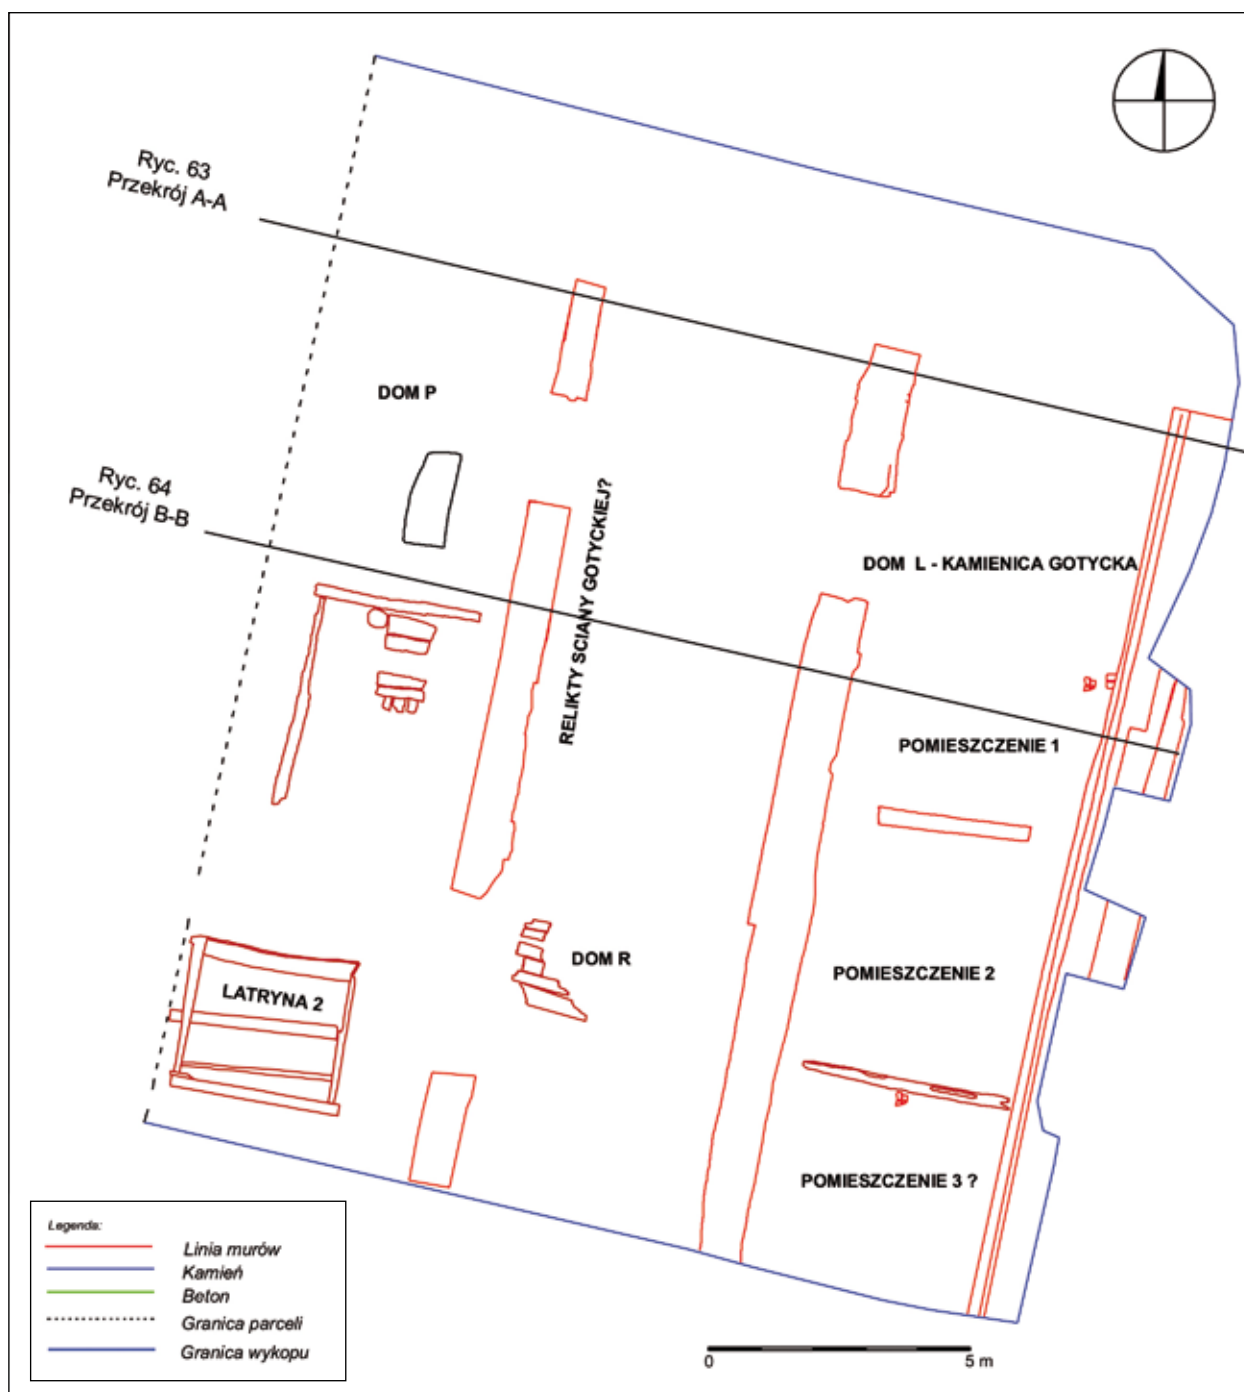 Ryc. 63
Przekrój A-A
DOM P
Ryc. 64
Przekrój B-B
RELIKTY SCIANY GOTYCKIEJ?
DOM L - KAMIENICA GOTYCKA
POMIESZCZENIE 1
DOM R
POMIESZCZENIE 2
LATRYNA 2
POMIESZCZENIE 3 ?
Legenda:
Linia murów
Kamień
Beton
Granica parceli
Granica wykopu
0 5 m